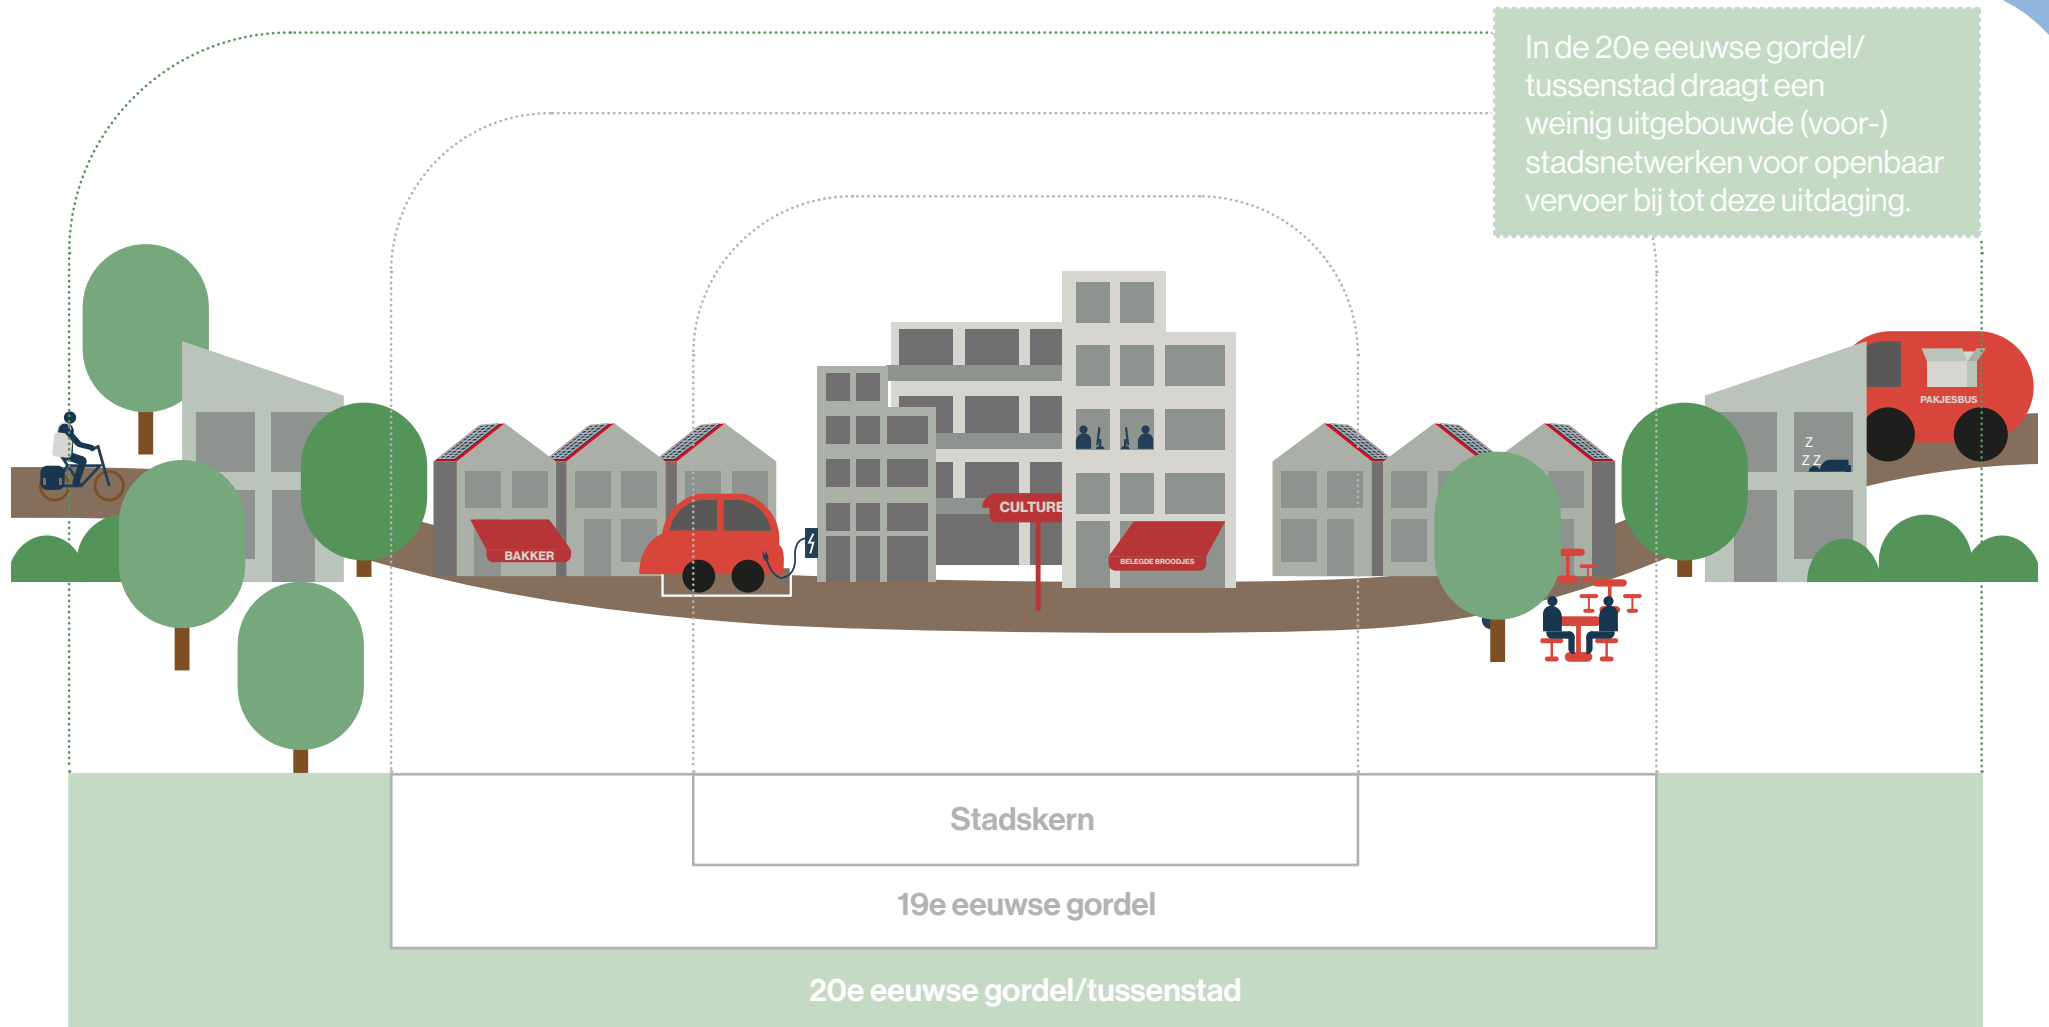 In de 20e eeuwse gordel/
tussenstad draagt een
weinig uitgebouwde (voor-)
stadsnetwerken voor openbaar
vervoer bij tot deze uitdaging.
PAKJESBUS
Z
Z Z
CULTURE
BAKKER
BELEGDE BROODJES
Stadskern
19e eeuwse gordel
20e eeuwse gordel/tussenstad